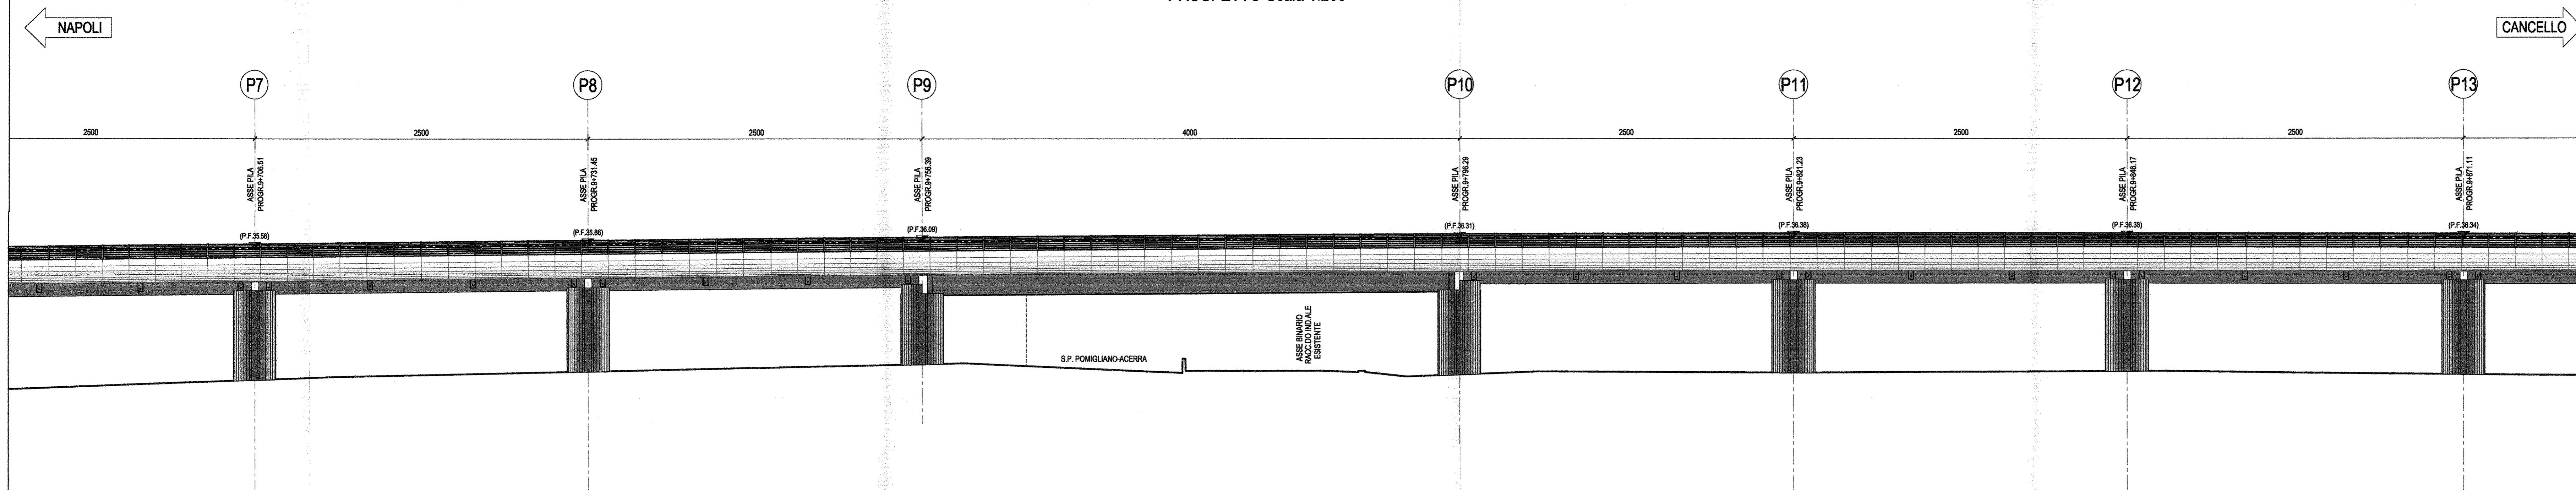 NAPOLI
CANCELLO
P7
P8
P9
P10
P11
P12
P13
2500
2500
2500
4000
2500
2500
2500
ASSE PILA
PROGR.9+706.51
ASSE PILA
PROGR.9+731.45
ASSE PILA
PROGR.9+756.39
ASSE PILA
PROGR.9+796.29
ASSE PILA
PROGR.9+821.23
ASSE PILA
PROGR.9+846.17
ASSE PILA
PROGR.9+871.11
(P.F.35.58)
(P.F.35.86)
(P.F.36.09)
(P.F.36.31)
(P.F.36.38)
(P.F.36.38)
(P.F.36.34)
S.P. POMIGLIANO-ACERRA
ASSE BINARIO
RACC.DO IND.ALE
ESISTENTE